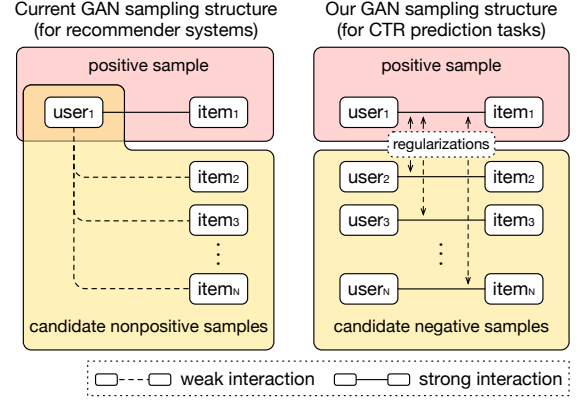 Current GAN sampling structure
(for recommender systems)
positive sample
user1
item1
item2
item3
itemN
candidate nonpositive samples
Our GAN sampling structure
(for CTR prediction tasks)
positive sample
user1
item1
regularizations
user2
item2
user3
item3
userN
itemN
candidate negative samples
weak interaction
strong interaction